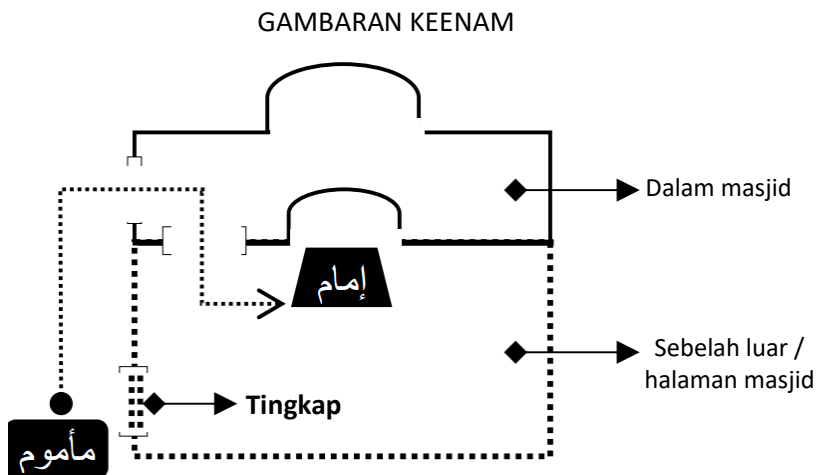 GAMBARAN KEENAM
Dalam masjid
إمام
Sebelah luar /
halaman masjid
Tingkap
مأموم